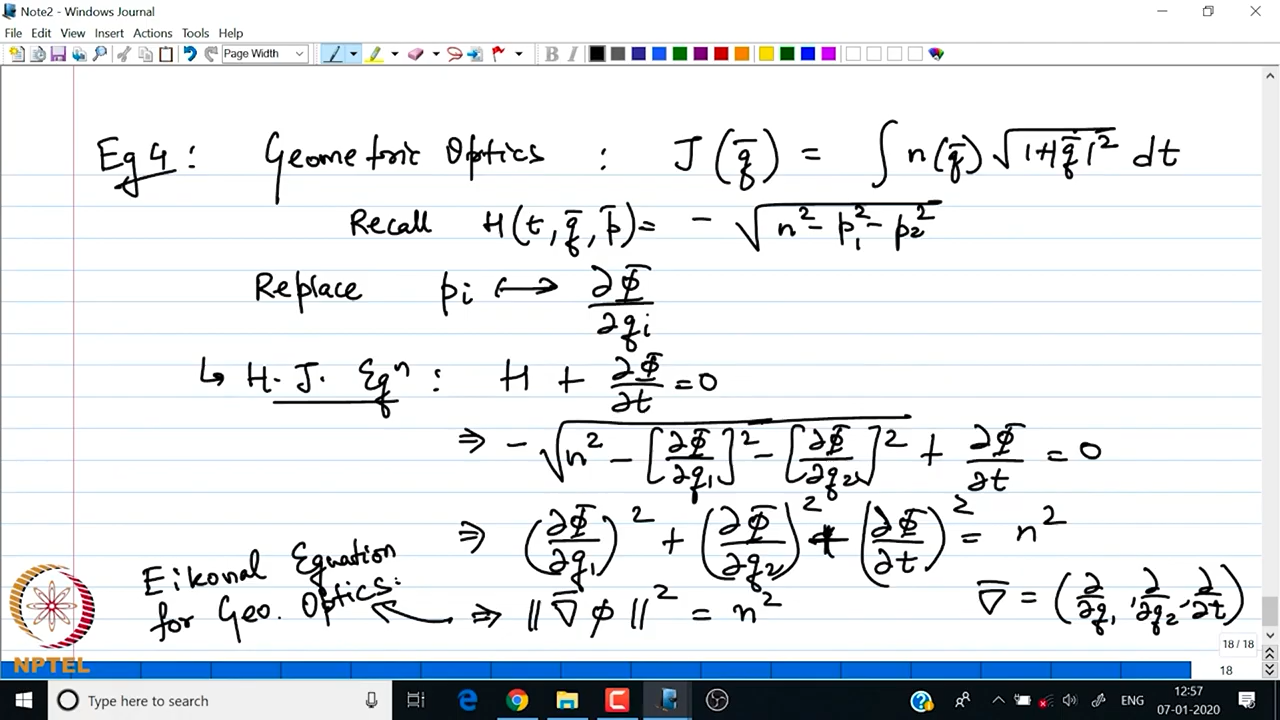 Note2 - Windows Journal
File Edit View Insert Actions Tools Help
Page Width B I
Eg 4 : Geometric Optics : J(q̄) = ∫ n(q̄) √(1+|q̄̇|²) dt
Recall H(t, q̄, p̄) = - √(n² - p₁² - p₂²)
Replace pᵢ ↔ ∂Φ/∂qᵢ
↳ H. J. Eqⁿ : H + ∂Φ/∂t = 0
⇒ - √(n² - [∂Φ/∂q₁]² - [∂Φ/∂q₂]²) + ∂Φ/∂t = 0
⇒ (∂Φ/∂q₁)² + (∂Φ/∂q₂)² + (∂Φ/∂t)² = n²
Eikonal Equation
for Geo. Optics: ⇒ ‖∇̄ϕ‖² = n² ∇̄ = (∂/∂q₁, ∂/∂q₂, ∂/∂t)
18 / 18
NPTEL 18
Type here to search
ENG 12:57
07-01-2020